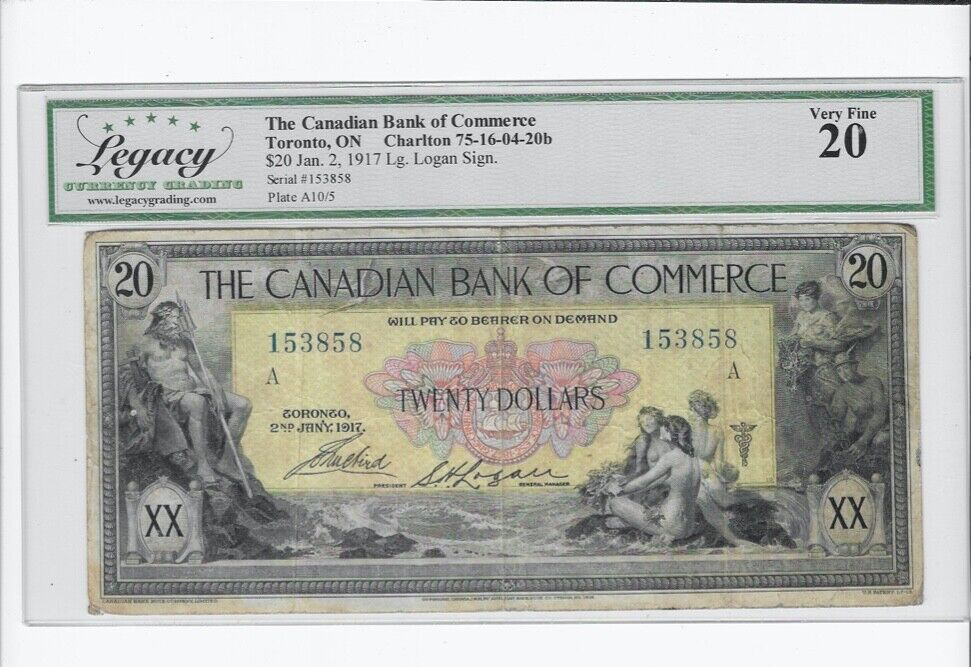 Legacy
CURRENCY GRADING
www.legacygrading.com
The Canadian Bank of Commerce
Toronto, ON Charlton 75-16-04-20b
$20 Jan. 2, 1917 Lg. Logan Sign.
Serial #153858
Plate A10/5
Very Fine
20
20
THE CANADIAN BANK OF COMMERCE
20
WILL PAY TO BEARER ON DEMAND
153858
153858
A
A
TWENTY DOLLARS
TORONTO,
2ND JANY. 1917.
PRESIDENT
S.H. Logan
GENERAL MANAGER
XX
XX
CANADIAN BANK NOTE COMPANY, LIMITED